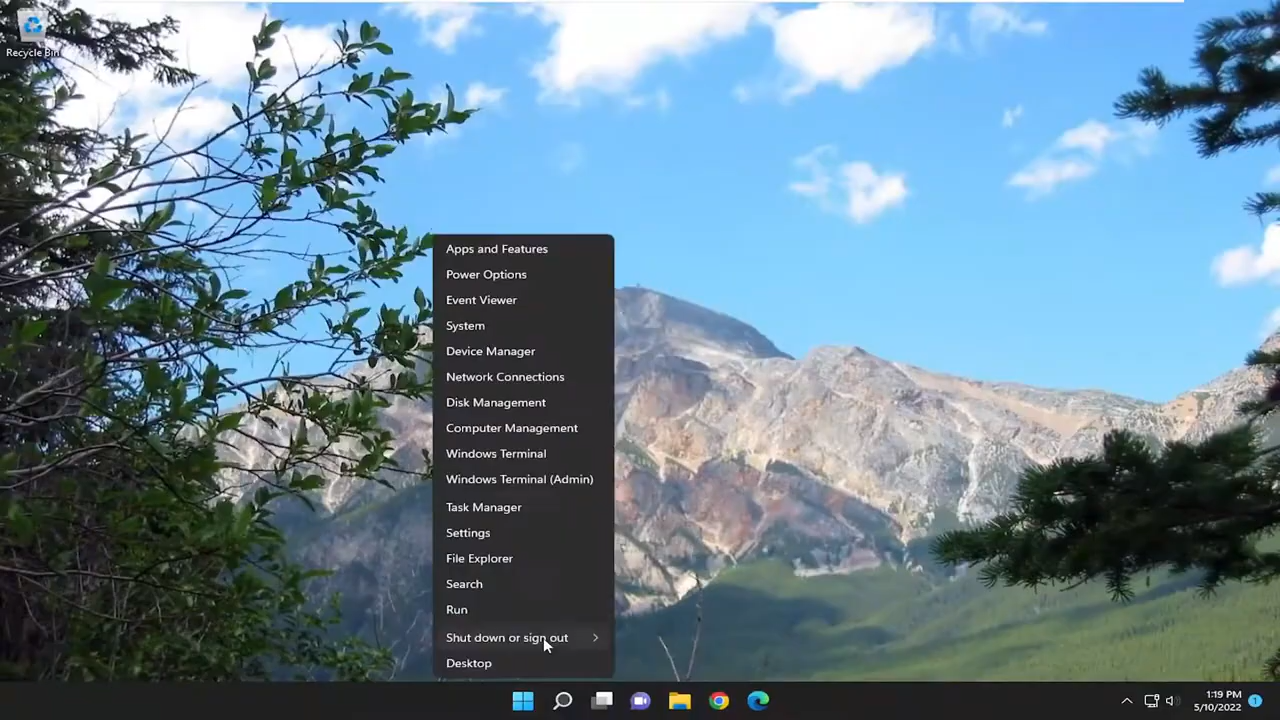 Recycle Bin
Apps and Features
Power Options
Event Viewer
System
Device Manager
Network Connections
Disk Management
Computer Management
Windows Terminal
Windows Terminal (Admin)
Task Manager
Settings
File Explorer
Search
Run
Shut down or sign out
Desktop
1:19 PM
5/10/2022
1